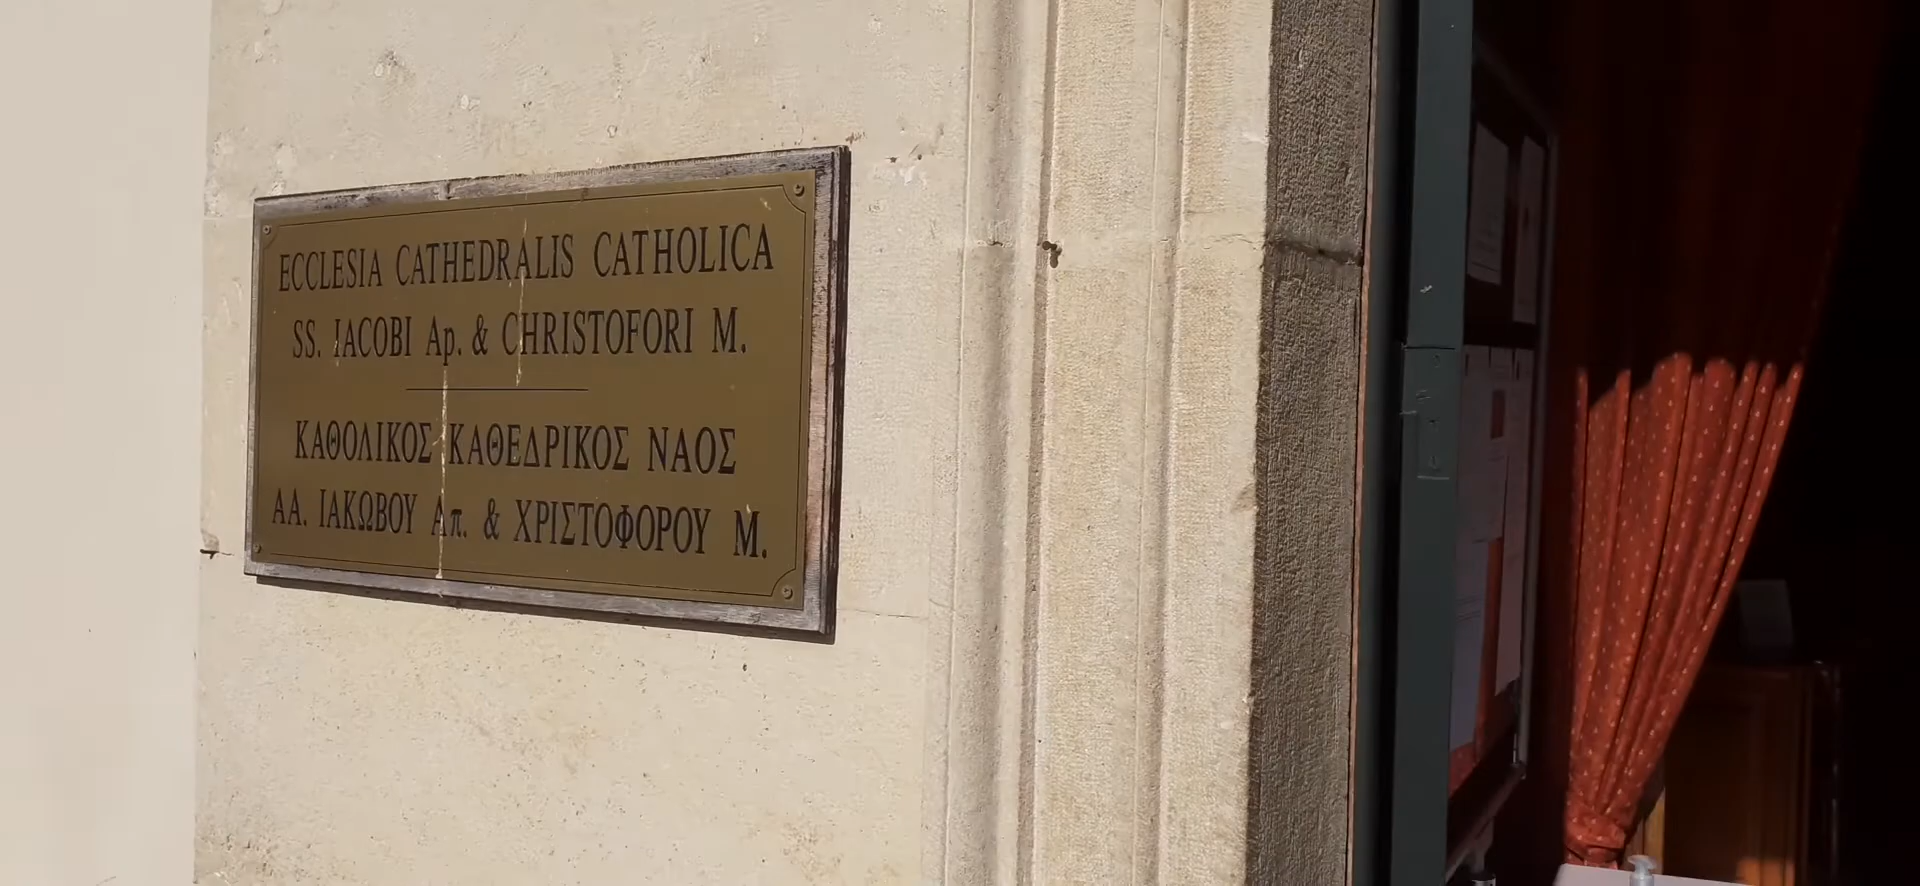 ECCLESIA CATHEDRALIS CATHOLICA
SS. IACOBI Ap. & CHRISTOFORI M.
ΚΑΘΟΛΙΚΟΣ ΚΑΘΕΔΡΙΚΟΣ ΝΑΟΣ
ΑΑ. ΙΑΚΩΒΟΥ Απ. & ΧΡΙΣΤΟΦΟΡΟΥ Μ.